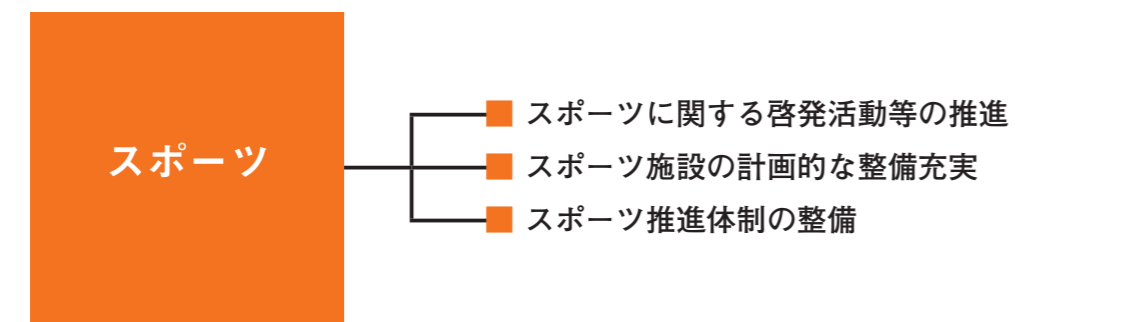 スポーツ
スポーツに関する啓発活動等の推進
スポーツ施設の計画的な整備充実
スポーツ推進体制の整備